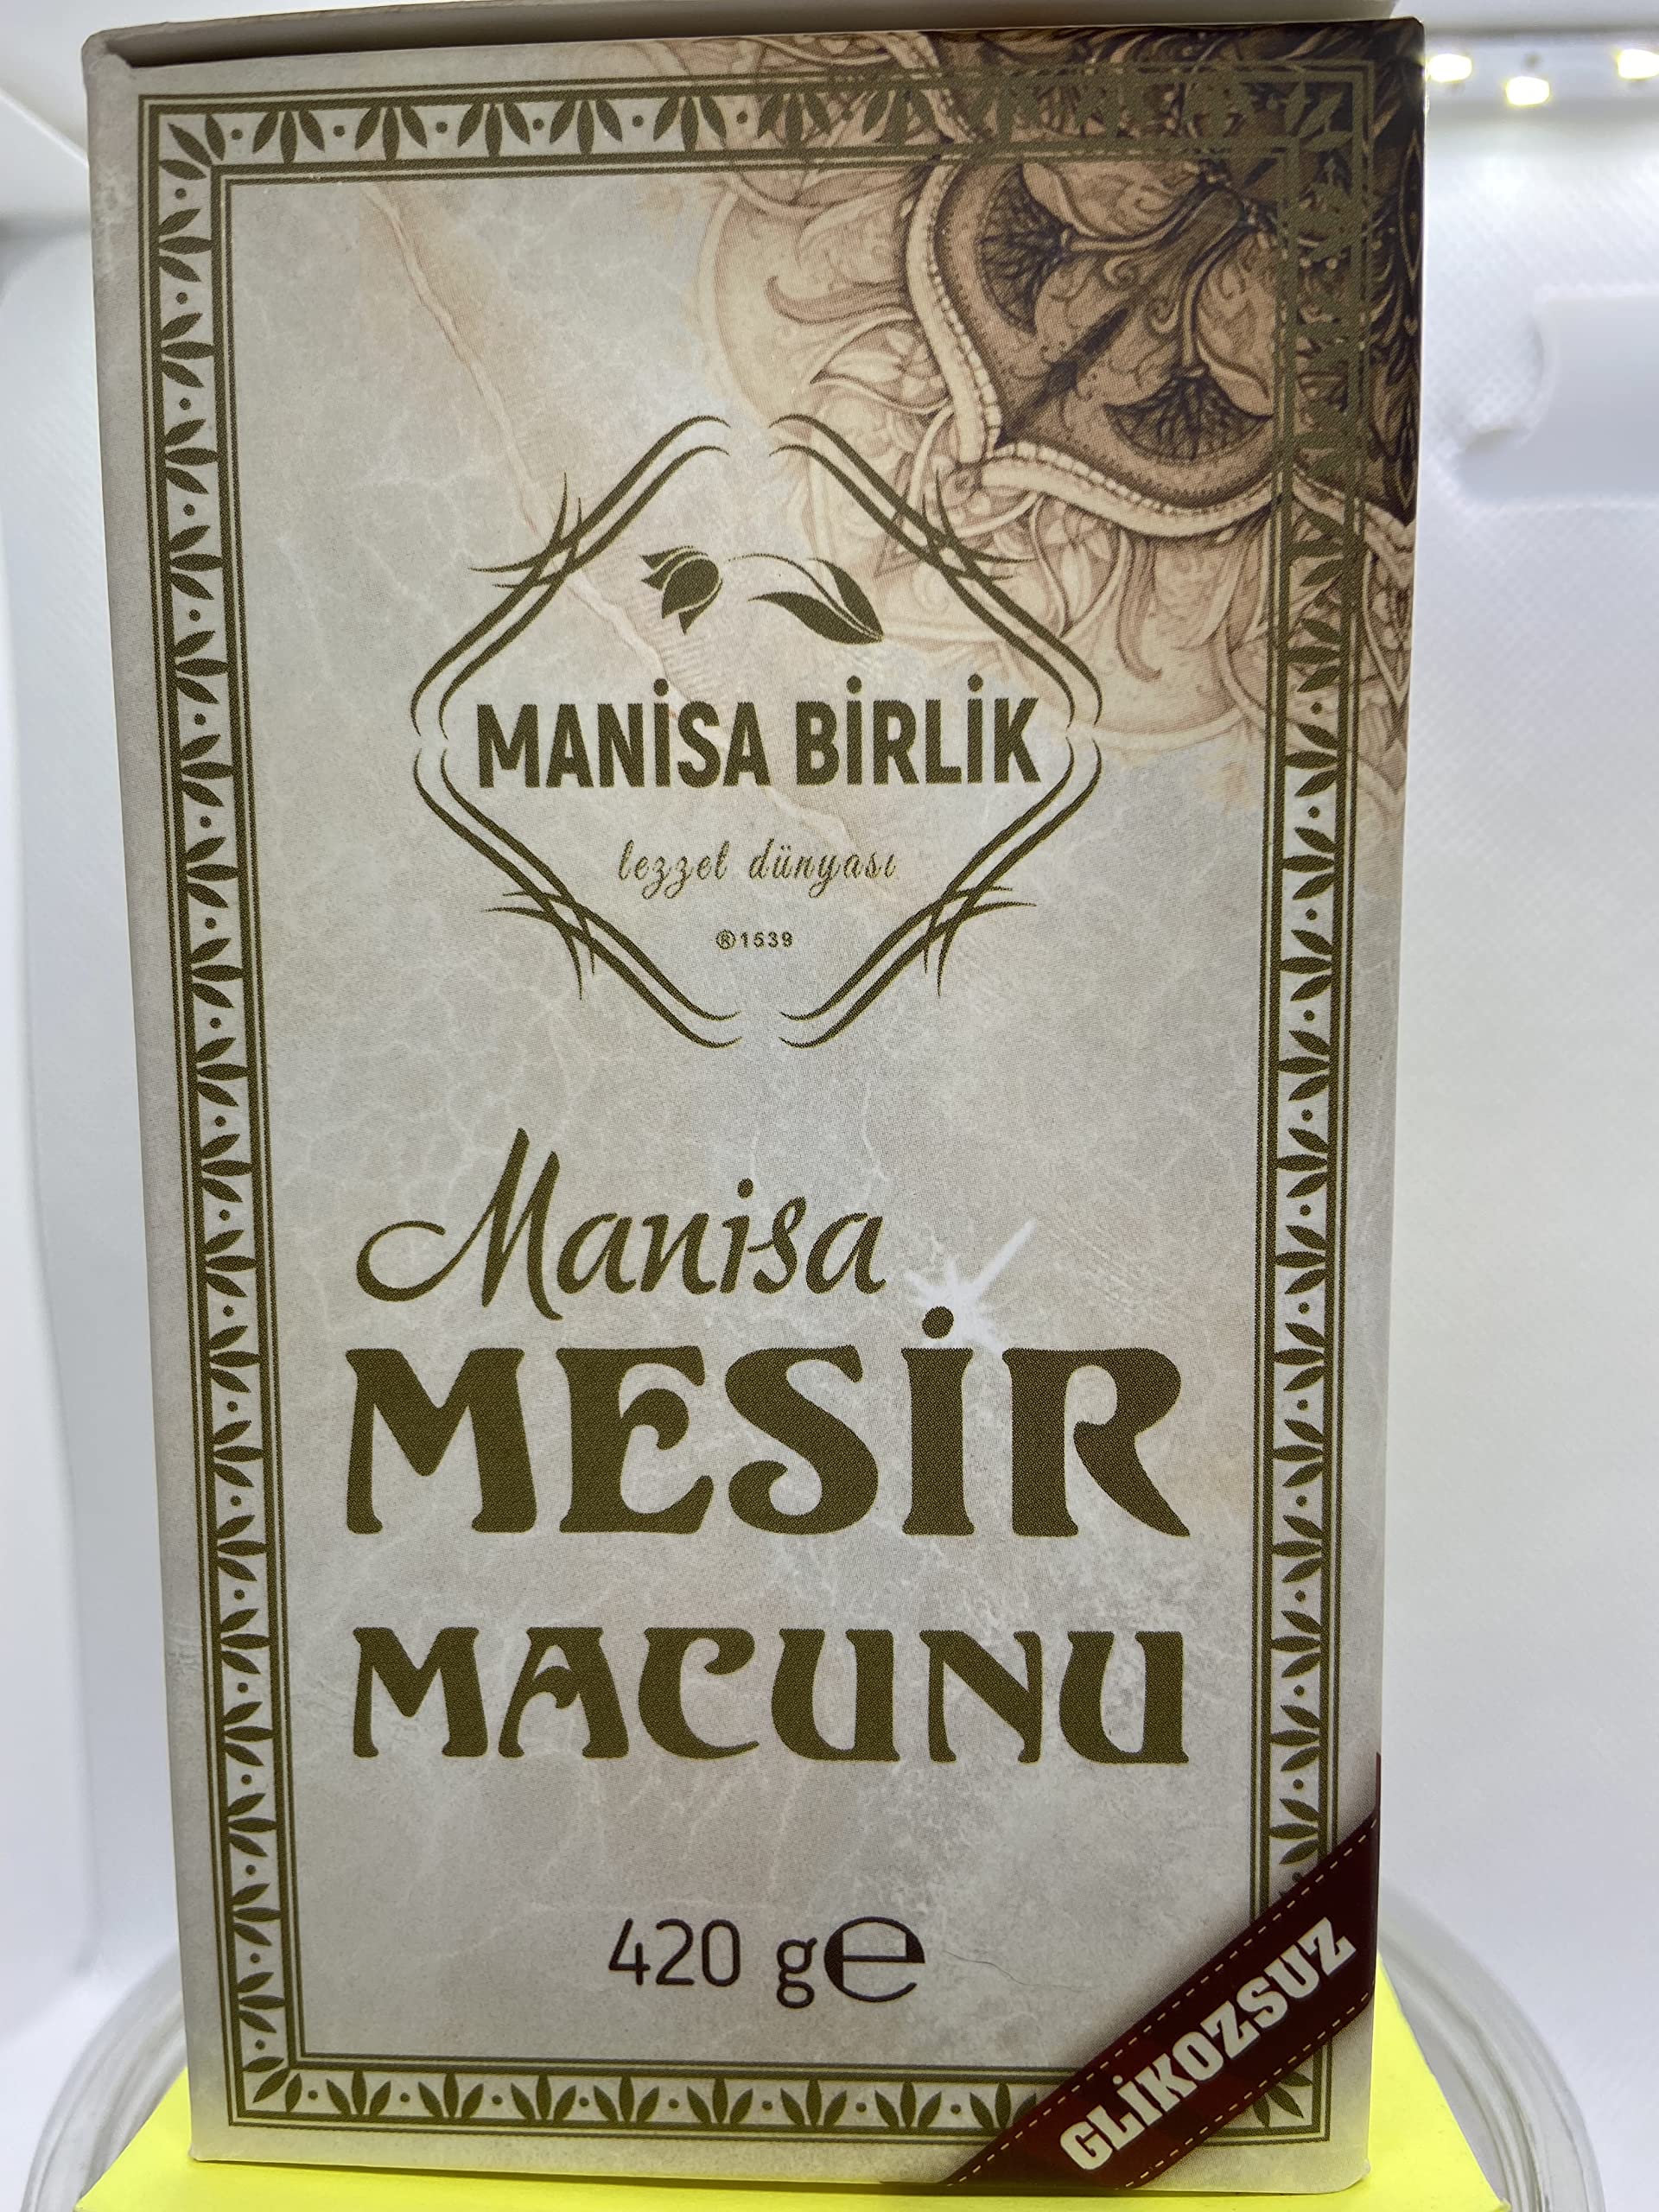 MANİSA BİRLİK
lezzet dünyası
®1539
Manisa
MESİR
MACUNU
420 g℮
GLİKOZSUZ